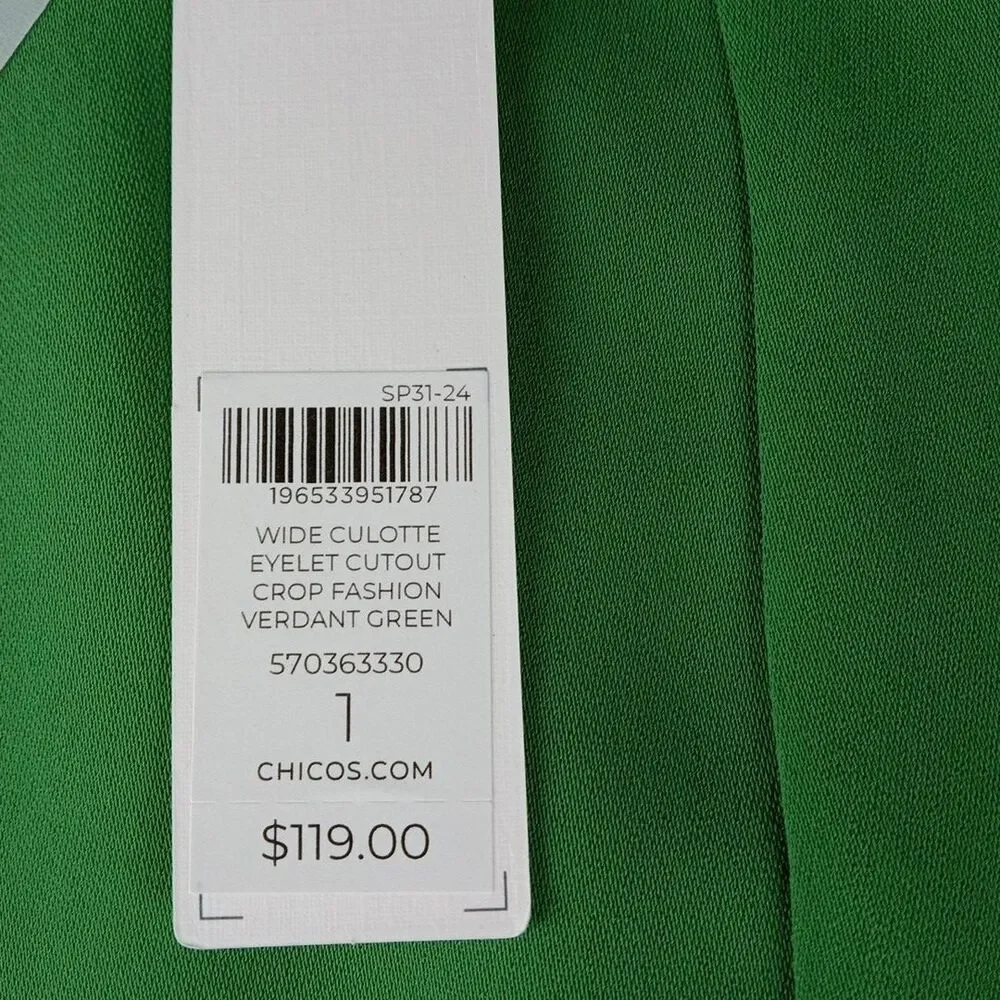 SP31-24
196533951787
WIDE CULOTTE
EYELET CUTOUT
CROP FASHION
VERDANT GREEN
570363330
1
CHICOS.COM
$119.00